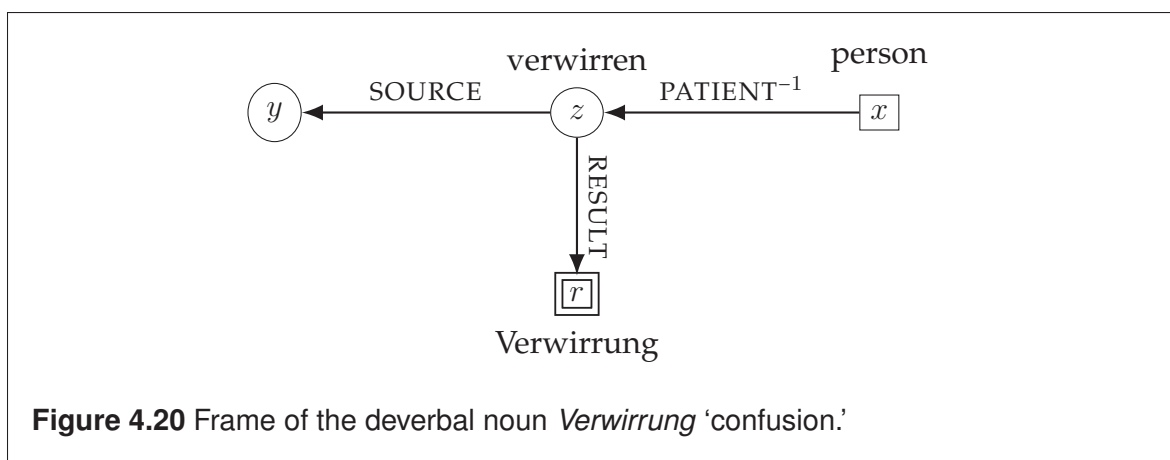 verwirren person
y SOURCE z PATIENT⁻¹ x
RESULT
r
Verwirrung
Figure 4.20 Frame of the deverbal noun Verwirrung ‘confusion.’